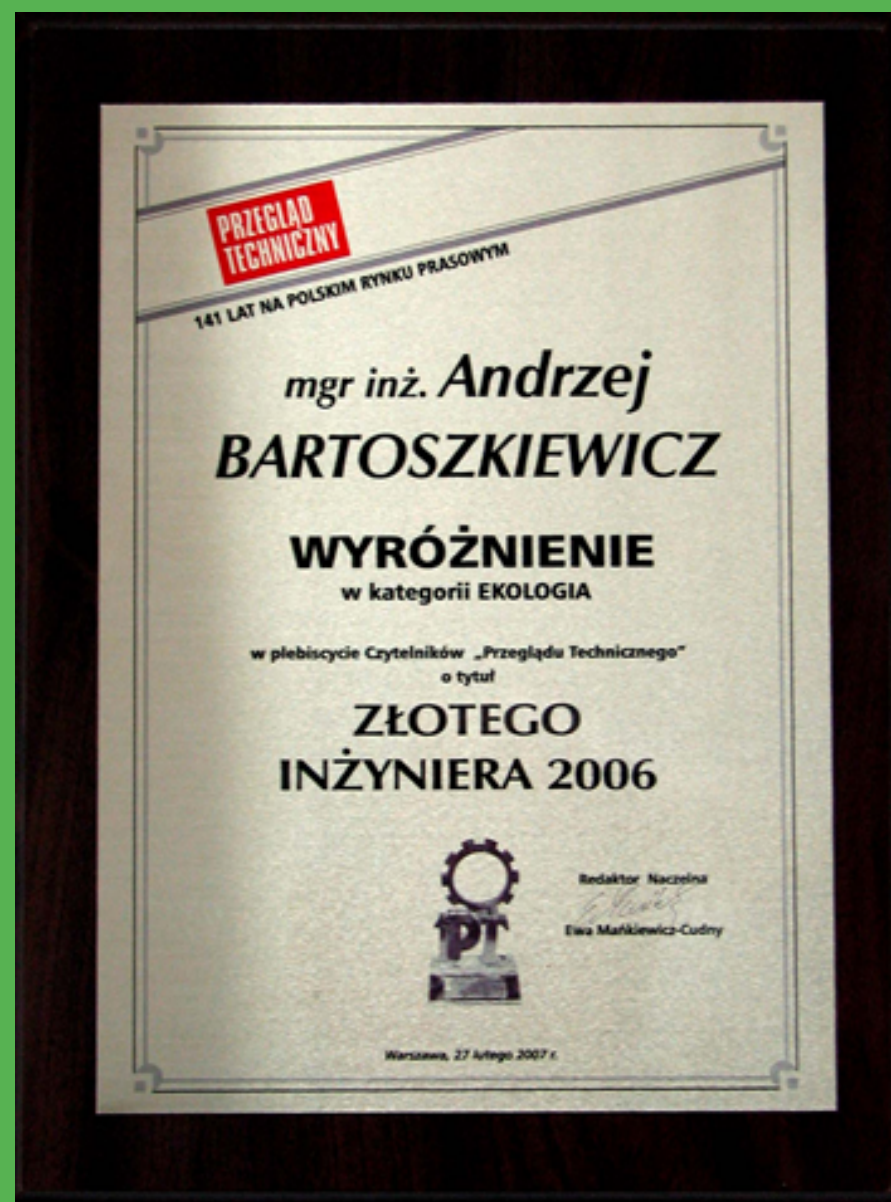 PRZEGLĄD
TECHNICZNY
141 LAT NA POLSKIM RYNKU PRASOWYM
mgr inż. Andrzej
BARTOSZKIEWICZ
WYRÓŻNIENIE
w kategorii EKOLOGIA
w plebiscycie Czytelników „Przeglądu Technicznego"
o tytuł
ZŁOTEGO
INŻYNIERA 2006
PT
Redaktor Naczelna
Ewa Mańkiewicz-Cudny
Warszawa, 27 lutego 2007 r.